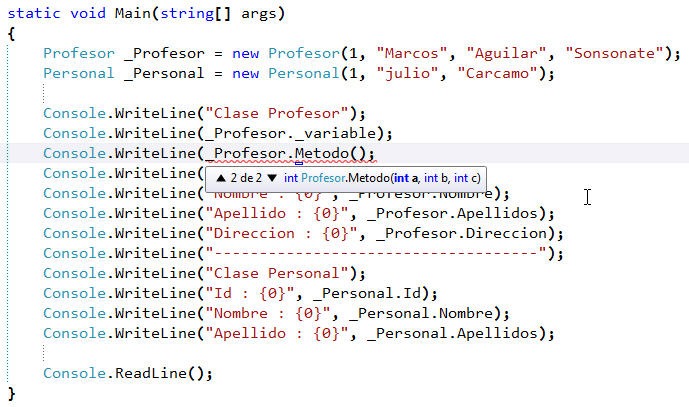 static void Main(string[] args)
{
Profesor _Profesor = new Profesor(1, "Marcos", "Aguilar", "Sonsonate");
Personal _Personal = new Personal(1, "julio", "Carcamo");
Console.WriteLine("Clase Profesor");
Console.WriteLine(_Profesor._variable);
Console.WriteLine(_Profesor.Metodo();
Console.WriteLine(
▲ 2 de 2 ▼ int Profesor.Metodo(int a, int b, int c)
Console.WriteLine("Nombre : {0}", _Profesor.Nombre);
Console.WriteLine("Apellido : {0}", _Profesor.Apellidos);
Console.WriteLine("Direccion : {0}", _Profesor.Direccion);
Console.WriteLine("------------------------------------");
Console.WriteLine("Clase Personal");
Console.WriteLine("Id : {0}", _Personal.Id);
Console.WriteLine("Nombre : {0}", _Personal.Nombre);
Console.WriteLine("Apellido : {0}", _Personal.Apellidos);
Console.ReadLine();
}